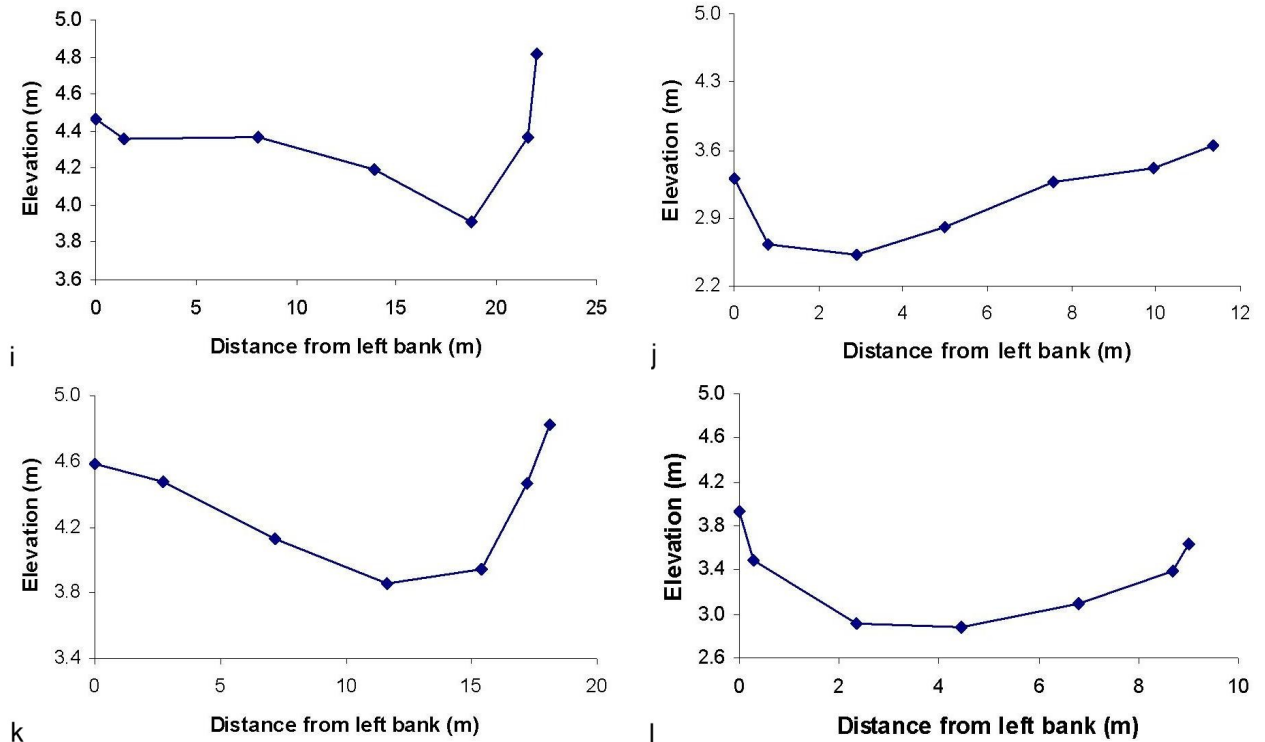 5.0
4.8
4.6
4.4
4.2
4.0
3.8
3.6
Elevation (m)
0 5 10 15 20 25
Distance from left bank (m)
i
5.0
4.3
3.6
2.9
2.2
Elevation (m)
0 2 4 6 8 10 12
Distance from left bank (m)
j
5.0
4.6
4.2
3.8
3.4
Elevation (m)
0 5 10 15 20
Distance from left bank (m)
k
5.0
4.6
4.2
3.8
3.4
3.0
2.6
Elevation (m)
0 2 4 6 8 10
Distance from left bank (m)
l